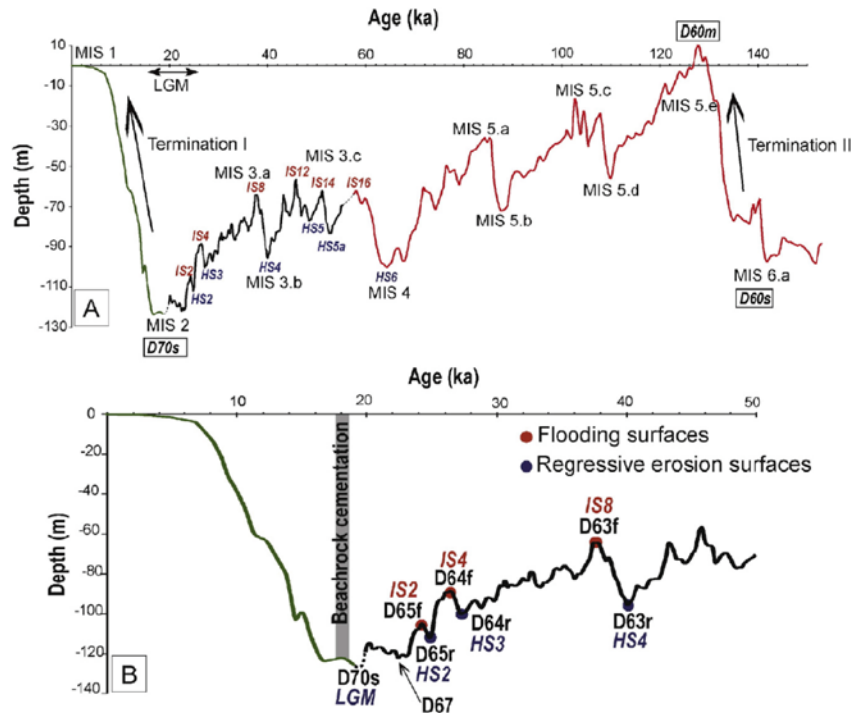 Age (ka)
10
-10
-30
-50
-70
-90
-110
-130
Depth (m)
20
40
60
80
100
120
140
MIS 1
LGM
Termination I
MIS 2
D70s
IS2
HS2
IS4
HS3
MIS 3.a
IS8
HS4
MIS 3.b
IS12
MIS 3.c
HS5
IS14
HS5a
IS16
HS6
MIS 4
MIS 5.a
MIS 5.b
MIS 5.c
MIS 5.d
MIS 5.e
D60m
Termination II
MIS 6.a
D60s
A
Age (ka)
0
-20
-40
-60
-80
-100
-120
-140
Depth (m)
10
20
30
40
50
Beachrock cementation
Flooding surfaces
Regressive erosion surfaces
IS2
D65f
IS4
D64f
IS8
D63f
D70s
LGM
D65r
HS2
D64r
HS3
D67
D63r
HS4
B